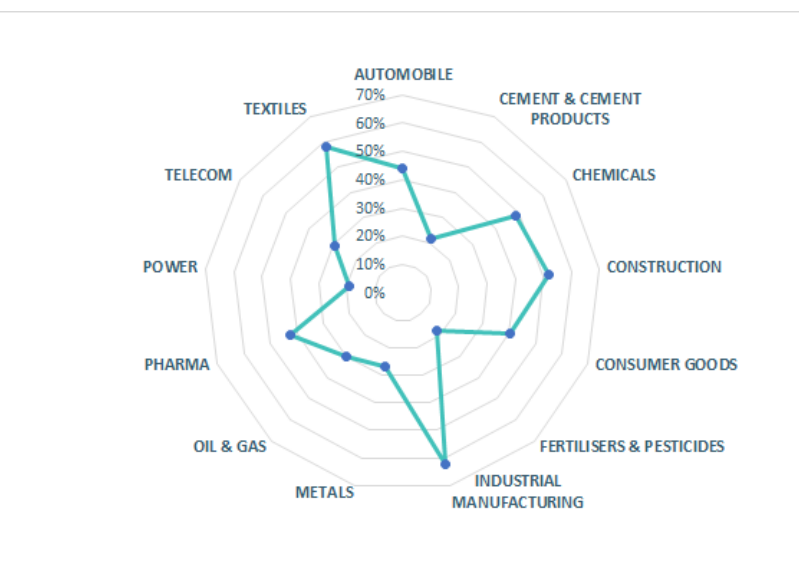 AUTOMOBILE
70%
60%
50%
40%
30%
20%
10%
0%
CEMENT & CEMENT
PRODUCTS
CHEMICALS
CONSTRUCTION
CONSUMER GOODS
FERTILISERS & PESTICIDES
INDUSTRIAL
MANUFACTURING
METALS
OIL & GAS
PHARMA
POWER
TELECOM
TEXTILES